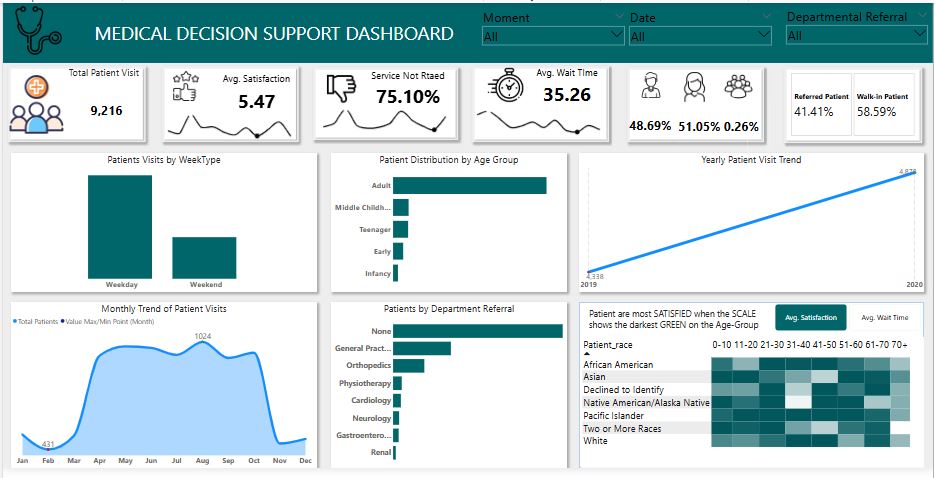 MEDICAL DECISION SUPPORT DASHBOARD
Moment
All
Date
All
Departmental Referral
All
Total Patient Visit
9,216
Avg. Satisfaction
5.47
Service Not Rtaed
75.10%
Avg. Wait TIme
35.26
48.69% 51.05% 0.26%
Referred Patient
41.41%
Walk-in Patient
58.59%
Patients Visits by WeekType
Weekday
Weekend
Patient Distribution by Age Group
Adult
Middle Childh...
Teenager
Early
Infancy
Yearly Patient Visit Trend
4,878
4,338
2019
2020
Monthly Trend of Patient Visits
Total Patients Value Max/Min Point (Month)
1024
431
Jan Feb Mar Apr May Jun Jul Aug Sep Oct Nov Dec
Patients by Department Referral
None
General Pract...
Orthopedics
Physiotherapy
Cardiology
Neurology
Gastroentero...
Renal
Patient are most SATISFIED when the SCALE
shows the darkest GREEN on the Age-Group
Avg. Satisfaction
Avg. Wait Time
Patient_race 0-10 11-20 21-30 31-40 41-50 51-60 61-70 70+
African American
Asian
Declined to Identify
Native American/Alaska Native
Pacific Islander
Two or More Races
White